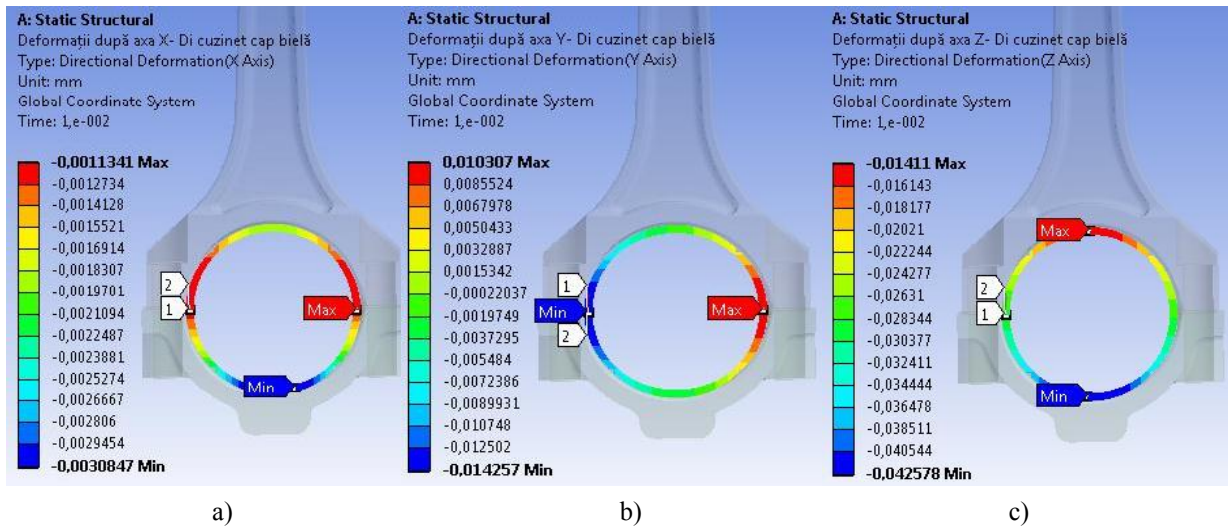 A: Static Structural
Deformații după axa X- Di cuzinet cap bielă
Type: Directional Deformation(X Axis)
Unit: mm
Global Coordinate System
Time: 1,e-002
-0,0011341 Max
-0,0012734
-0,0014128
-0,0015521
-0,0016914
-0,0018307
-0,0019701
-0,0021094
-0,0022487
-0,0023881
-0,0025274
-0,0026667
-0,002806
-0,0029454
-0,0030847 Min
2
1
Max
Min
a)
A: Static Structural
Deformații după axa Y- Di cuzinet cap bielă
Type: Directional Deformation(Y Axis)
Unit: mm
Global Coordinate System
Time: 1,e-002
0,010307 Max
0,0085524
0,0067978
0,0050433
0,0032887
0,0015342
-0,00022037
-0,0019749
-0,0037295
-0,005484
-0,0072386
-0,0089931
-0,010748
-0,012502
-0,014257 Min
1
Min
2
Max
b)
A: Static Structural
Deformații după axa Z- Di cuzinet cap bielă
Type: Directional Deformation(Z Axis)
Unit: mm
Global Coordinate System
Time: 1,e-002
-0,01411 Max
-0,016143
-0,018177
-0,02021
-0,022244
-0,024277
-0,02631
-0,028344
-0,030377
-0,032411
-0,034444
-0,036478
-0,038511
-0,040544
-0,042578 Min
Max
2
1
Min
c)